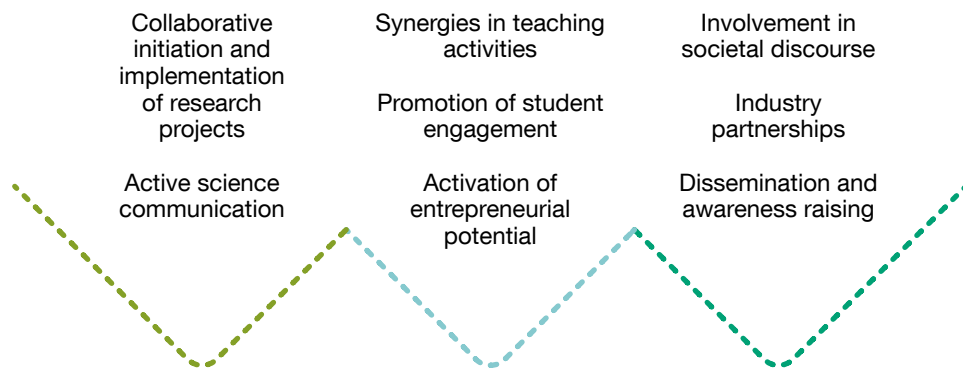 Collaborative
initiation and
implementation
of research
projects
Active science
communication
Synergies in teaching
activities
Promotion of student
engagement
Activation of
entrepreneurial
potential
Involvement in
societal discourse
Industry
partnerships
Dissemination and
awareness raising